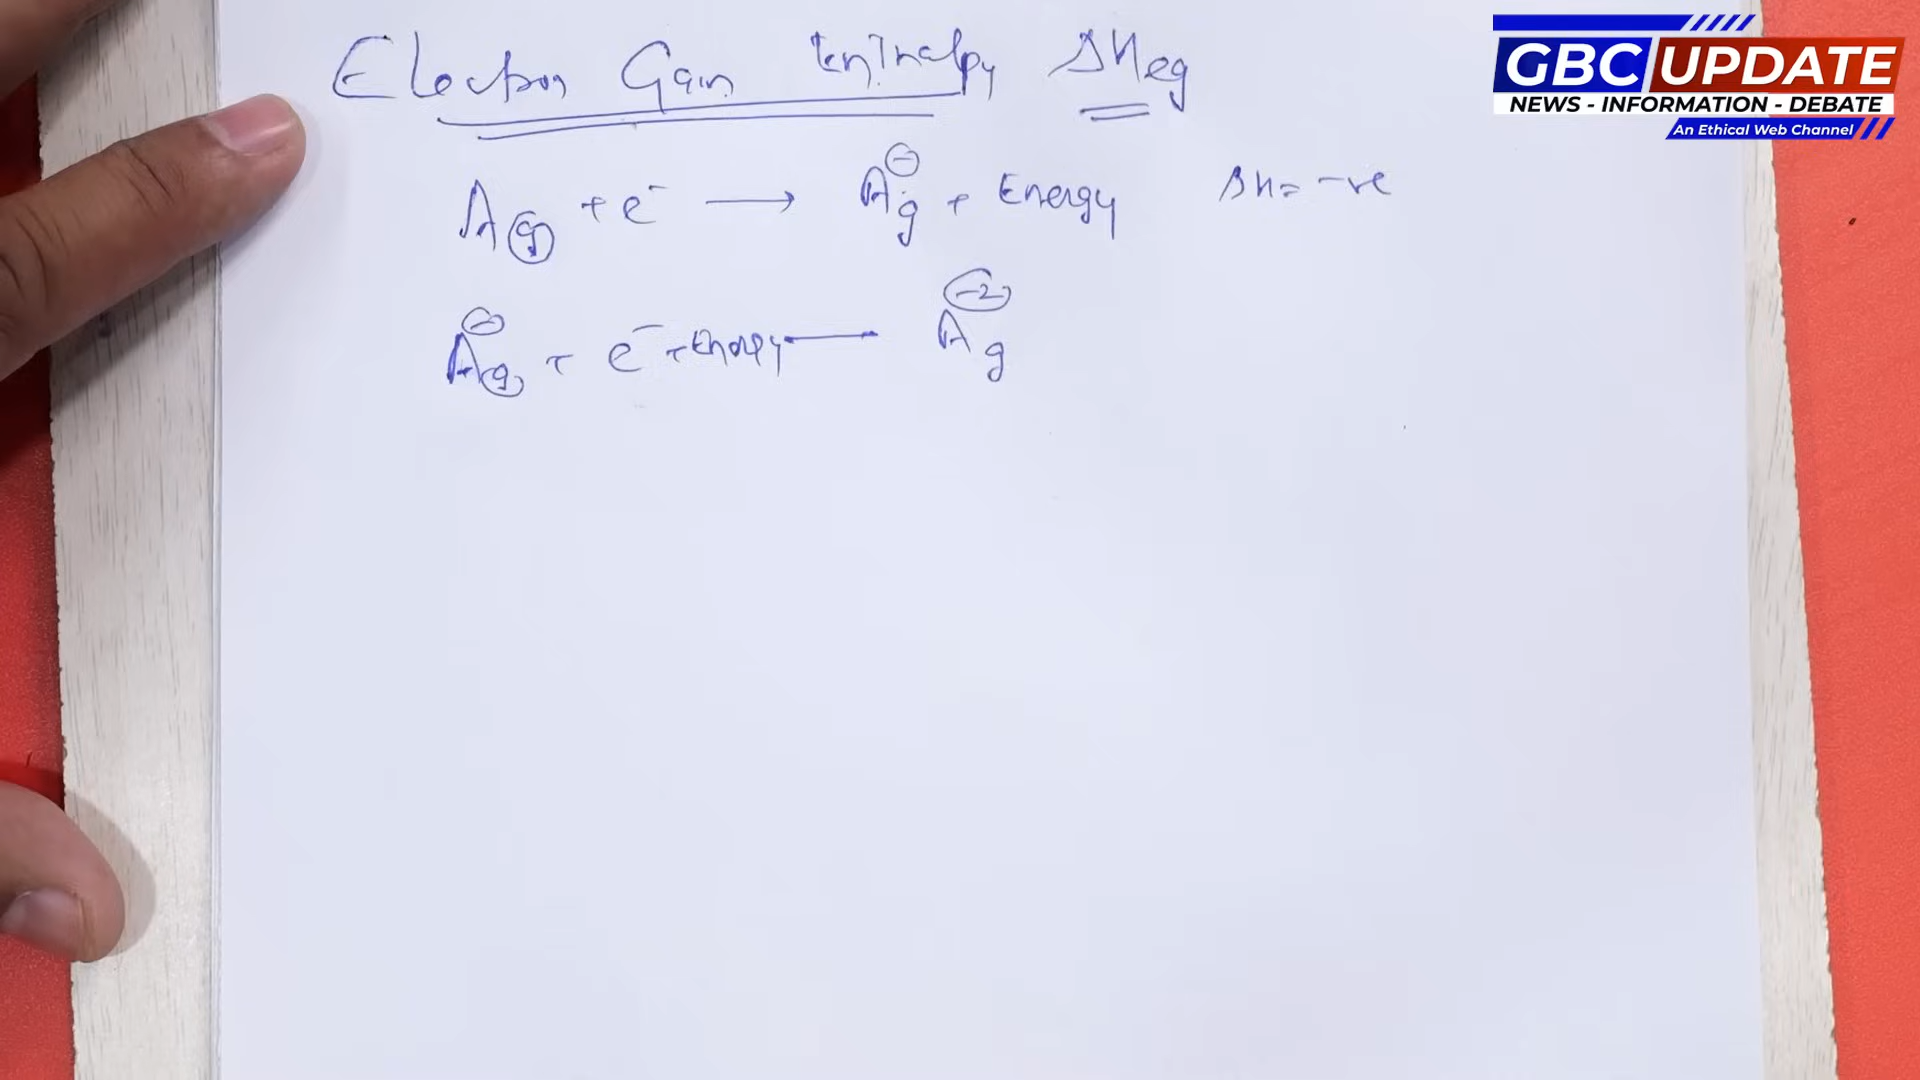 Electron Gain Enthalpy ΔHeg
A(g) + e⁻ ⟶ A⁻g + Energy ΔH = -ve
A⁻(g) + e⁻ + Energy ⟶ A⁻²g
GBC UPDATE
NEWS - INFORMATION - DEBATE
An Ethical Web Channel